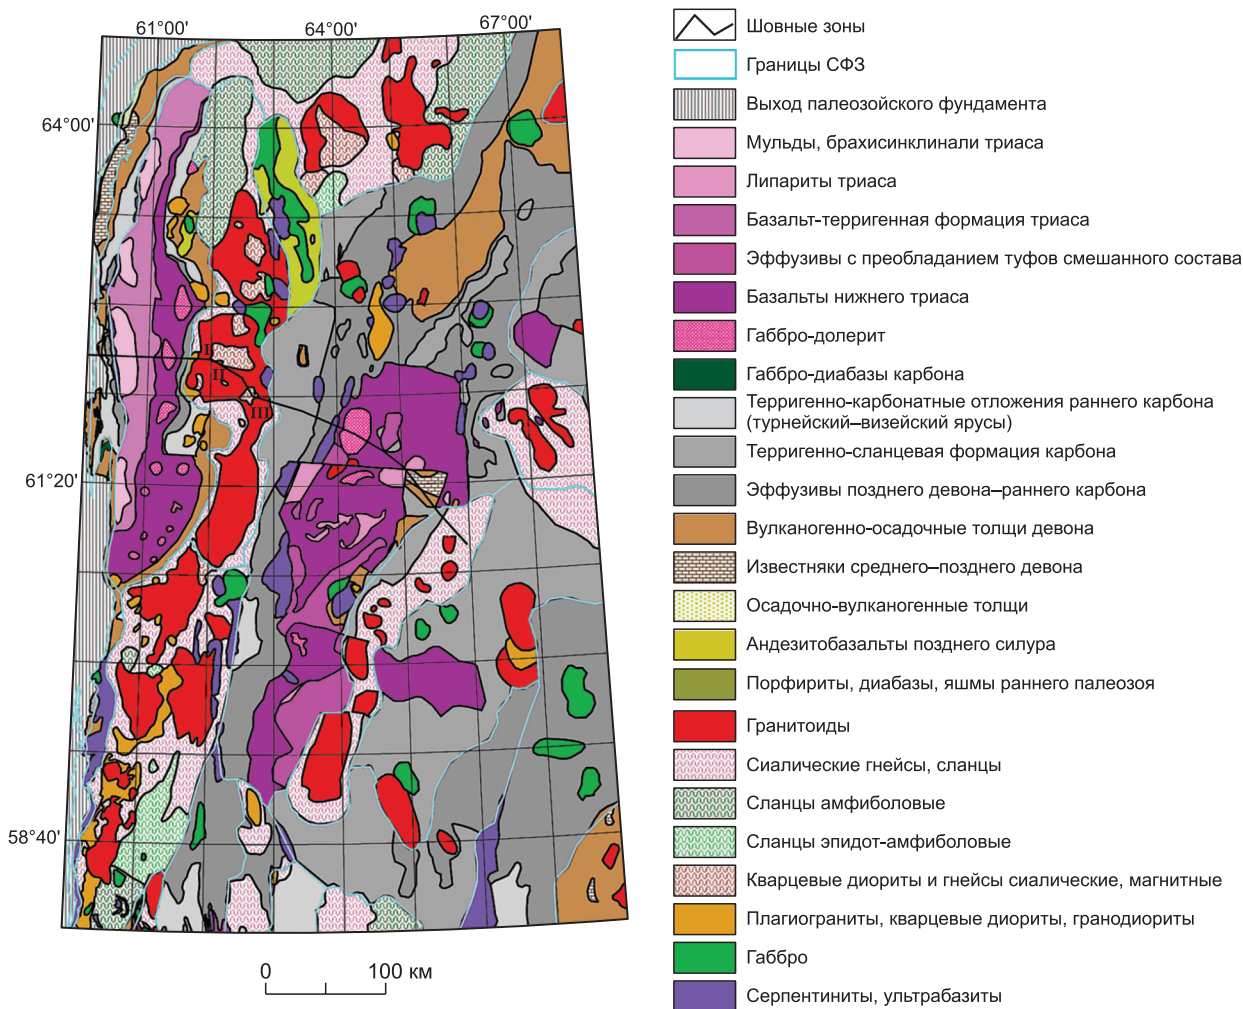 61°00'
64°00'
67°00'
64°00'
61°20'
58°40'
I
II
III
0
100 км
Шовные зоны
Границы СФЗ
Выход палеозойского фундамента
Мульды, брахисинклинали триаса
Липариты триаса
Базальт-терригенная формация триаса
Эффузивы с преобладанием туфов смешанного состава
Базальты нижнего триаса
Габбро-долерит
Габбро-диабазы карбона
Терригенно-карбонатные отложения раннего карбона
(турнейский–визейский ярусы)
Терригенно-сланцевая формация карбона
Эффузивы позднего девона–раннего карбона
Вулканогенно-осадочные толщи девона
Известняки среднего–позднего девона
Осадочно-вулканогенные толщи
Андезитобазальты позднего силура
Порфириты, диабазы, яшмы раннего палеозоя
Гранитоиды
Сиалические гнейсы, сланцы
Сланцы амфиболовые
Сланцы эпидот-амфиболовые
Кварцевые диориты и гнейсы сиалические, магнитные
Плагиограниты, кварцевые диориты, гранодиориты
Габбро
Серпентиниты, ультрабазиты